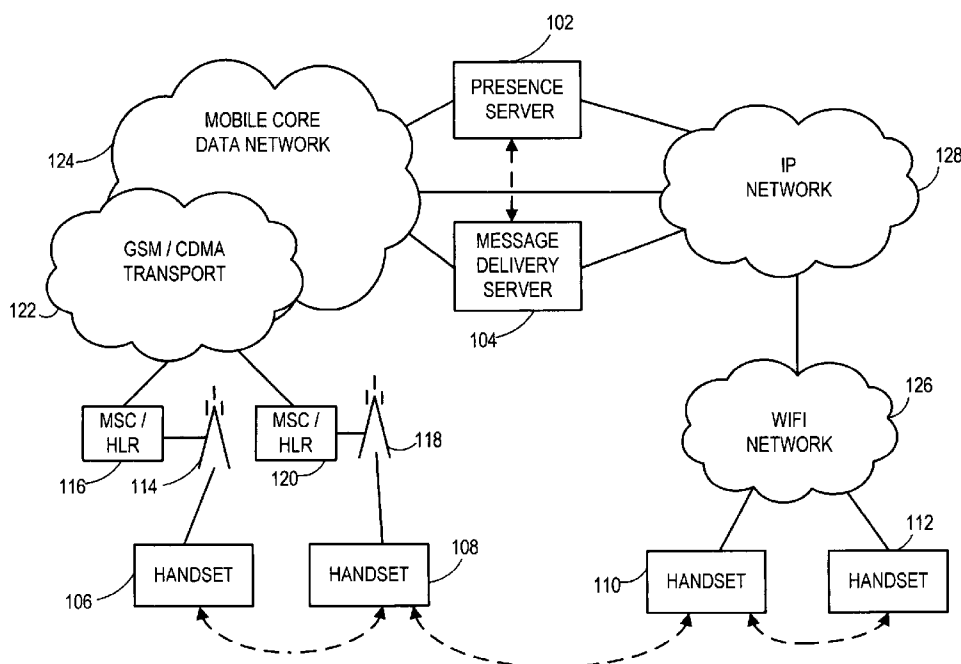 102
PRESENCE
SERVER
MOBILE CORE
DATA NETWORK
124
IP
NETWORK
128
GSM / CDMA
TRANSPORT
122
MESSAGE
DELIVERY
SERVER
104
126
WIFI
NETWORK
MSC /
HLR
116
114
MSC /
HLR
120
118
HANDSET
106
HANDSET
108
HANDSET
110
HANDSET
112